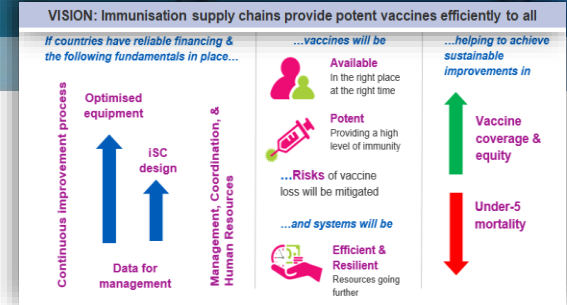 VISION: Immunisation supply chains provide potent vaccines efficiently to all
If countries have reliable financing &
the following fundamentals in place…
Continuous improvement process
Optimised
equipment
iSC
design
Data for
management
Management, Coordination, &
Human Resources
…vaccines will be
Available
In the right place
at the right time
Potent
Providing a high
level of immunity
…Risks of vaccine
loss will be mitigated
…and systems will be
Efficient &
Resilient
Resources going
further
…helping to achieve
sustainable
improvements in
Vaccine
coverage &
equity
Under-5
mortality